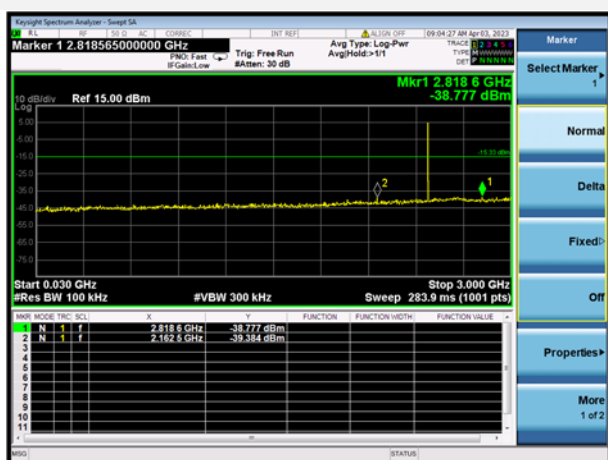 Keysight Spectrum Analyzer - Swept SA
RL RF 50 Ω AC CORREC INT REF ALIGN OFF 09:04:27 AM Apr 03, 2023
Marker 1 2.818565000000 GHz
PNO: Fast
IFGain:Low
Trig: Free Run
#Atten: 30 dB
Avg Type: Log-Pwr
Avg|Hold:>1/1
TRACE 1 2 3 4 5 6
TYPE
DET P N N N N N
Mkr1 2.818 6 GHz
-38.777 dBm
10 dB/div Ref 15.00 dBm
Log
5.00
-5.00
-15.0
-15.33 dBm
-25.0
2
1
-35.0
-45.0
-55.0
-65.0
-75.0
Start 0.030 GHz Stop 3.000 GHz
#Res BW 100 kHz #VBW 300 kHz Sweep 283.9 ms (1001 pts)
MKR MODE TRC SCL X Y FUNCTION FUNCTION WIDTH FUNCTION VALUE
1 N 1 f 2.818 6 GHz -38.777 dBm
2 N 1 f 2.162 5 GHz -39.384 dBm
3
4
5
6
7
8
9
10
11
MSG STATUS
Marker
Select Marker
1
Normal
Delta
Fixed
Off
Properties
More
1 of 2